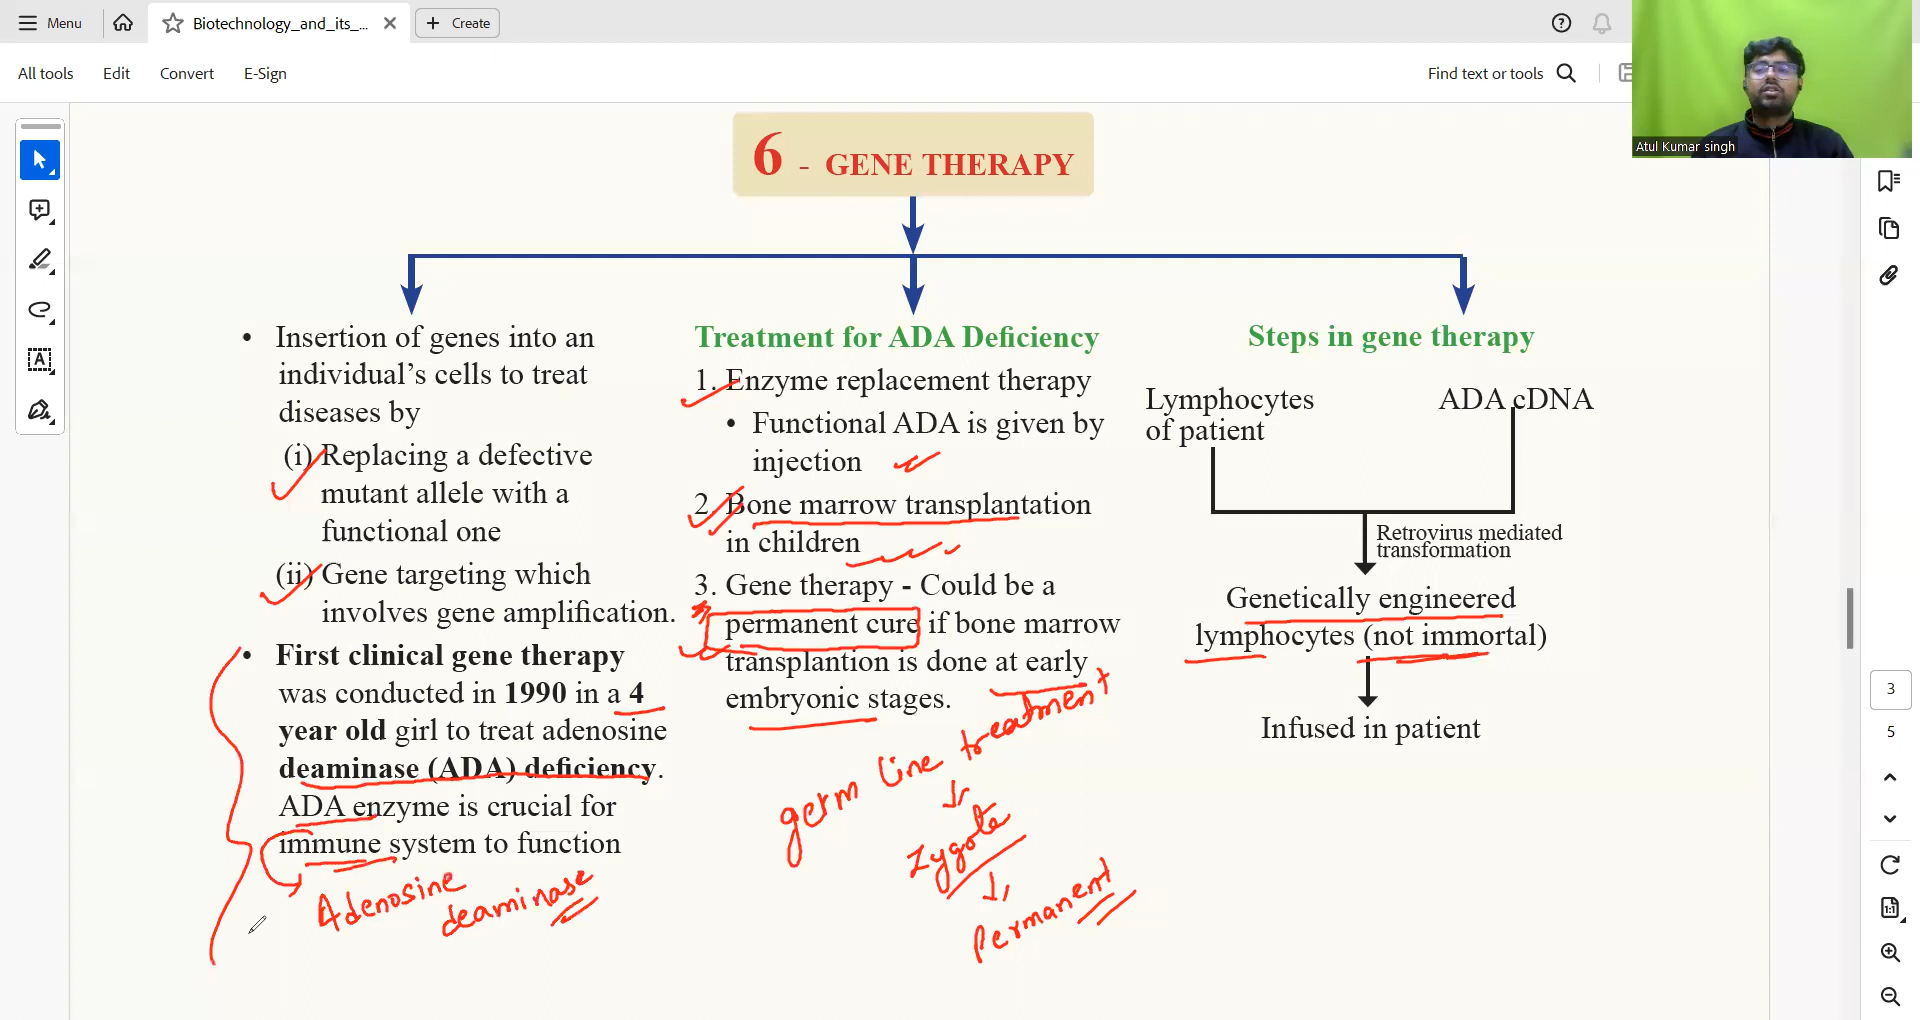 Menu
Biotechnology_and_its_...
Create
All tools
Edit
Convert
E-Sign
Find text or tools
Atul Kumar singh
6 - GENE THERAPY
• Insertion of genes into an
individual's cells to treat
diseases by
(i) Replacing a defective
mutant allele with a
functional one
(ii) Gene targeting which
involves gene amplification.
• First clinical gene therapy
was conducted in 1990 in a 4
year old girl to treat adenosine
deaminase (ADA) deficiency.
ADA enzyme is crucial for
immune system to function
Adenosine
deaminase
Treatment for ADA Deficiency
1. Enzyme replacement therapy
• Functional ADA is given by
injection
2. Bone marrow transplantation
in children
3. Gene therapy - Could be a
permanent cure if bone marrow
transplantion is done at early
embryonic stages.
germ line treatment
Zygote
Permanent
Steps in gene therapy
Lymphocytes
of patient
ADA cDNA
Retrovirus mediated
transformation
Genetically engineered
lymphocytes (not immortal)
Infused in patient
3
5
1:1